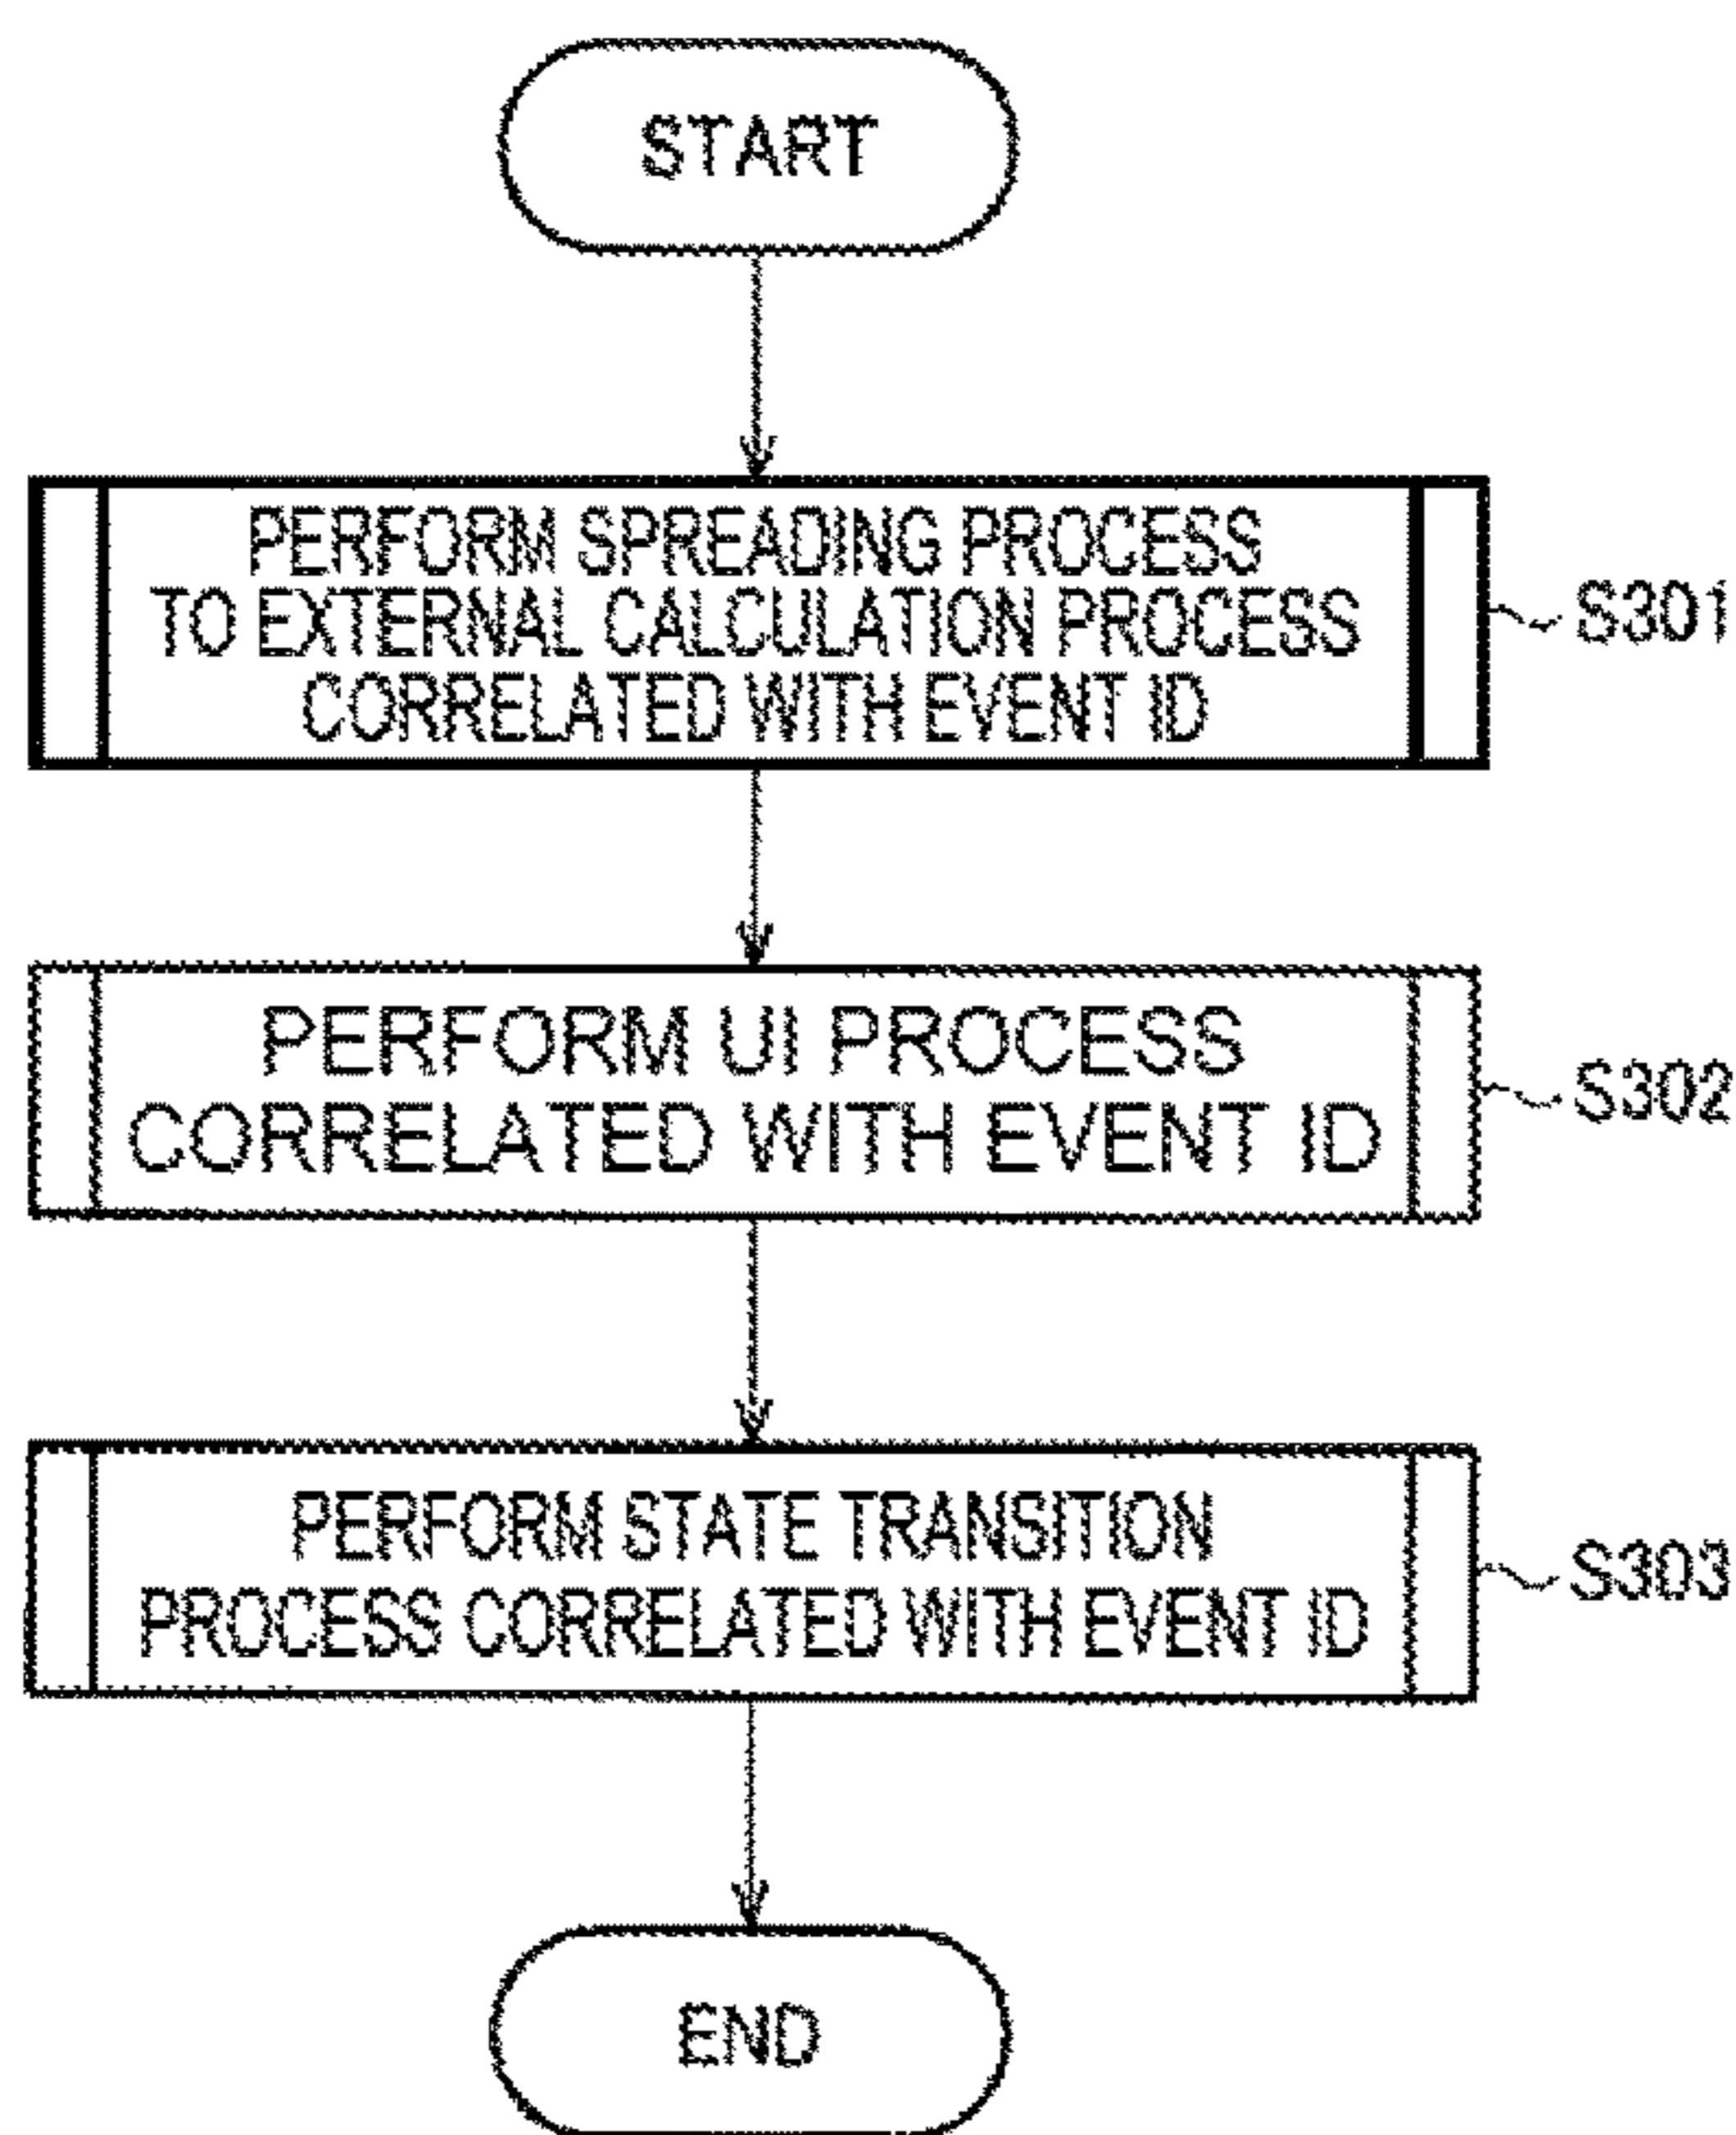 START
PERFORM SPREADING PROCESS
TO EXTERNAL CALCULATION PROCESS
CORRELATED WITH EVENT ID
S301
PERFORM UI PROCESS
CORRELATED WITH EVENT ID
S302
PERFORM STATE TRANSITION
PROCESS CORRELATED WITH EVENT ID
S303
END